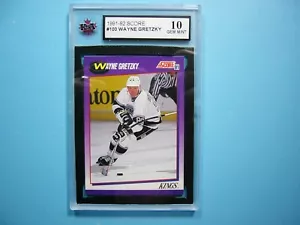 1991-92 SCORE
#100 WAYNE GRETZKY
10
GEM MINT
WAYNE GRETZKY
SCORE
KINGS